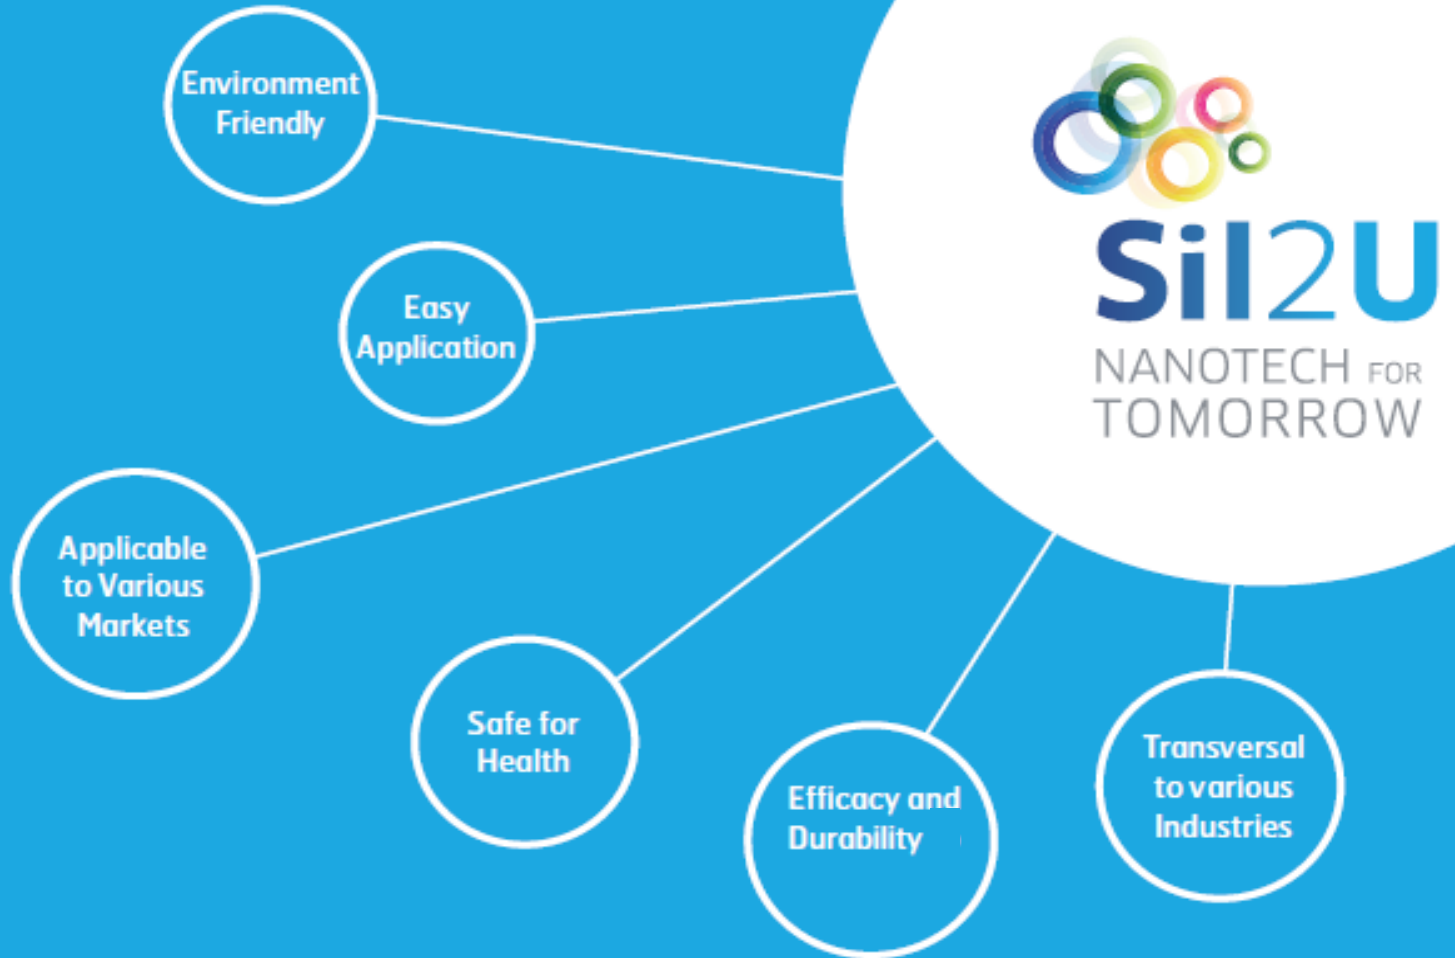 Environment
Friendly
Sil2U
NANOTECH FOR
TOMORROW
Easy
Application
Applicable
to Various
Markets
Safe for
Health
Efficacy and
Durability
Transversal
to various
Industries